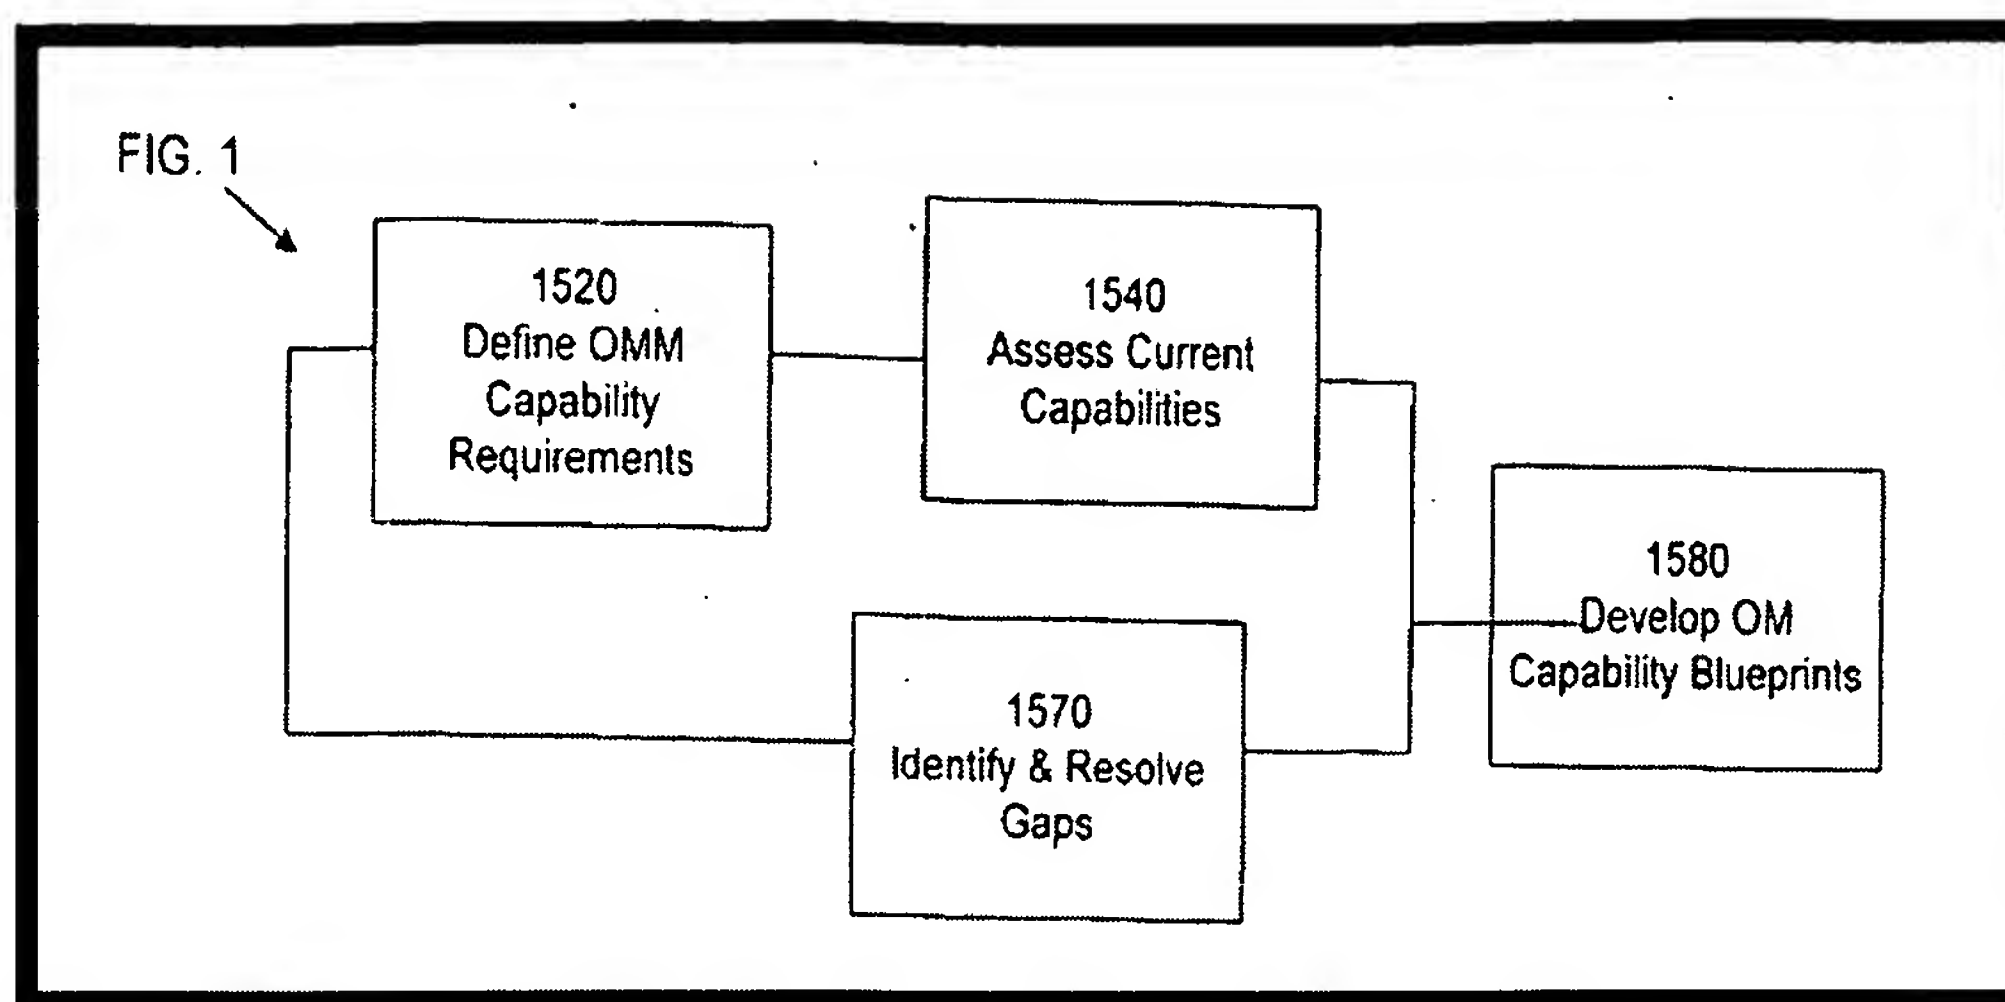 FIG. 1
1520
Define OMM
Capability
Requirements
1540
Assess Current
Capabilities
1580
Develop OM
Capability Blueprints
1570
Identify & Resolve
Gaps